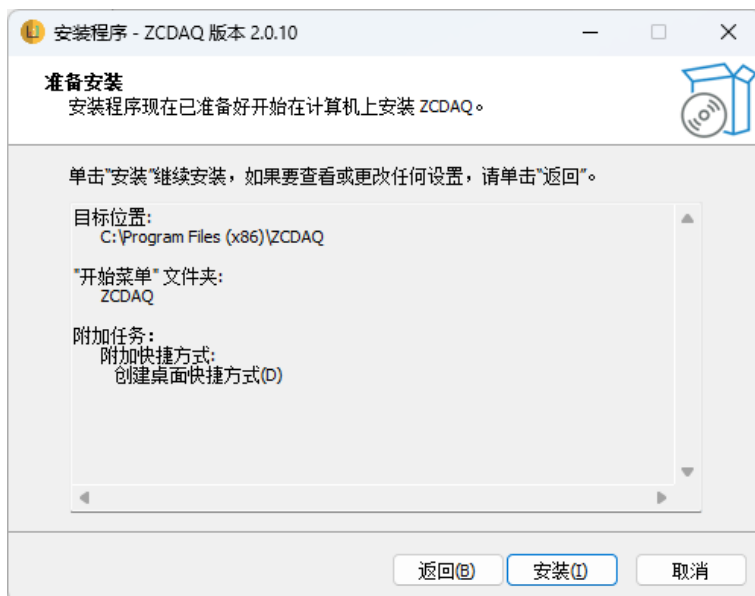 安装程序 - ZCDAQ 版本 2.0.10
准备安装
安装程序现在已准备好开始在计算机上安装 ZCDAQ。
单击"安装"继续安装，如果要查看或更改任何设置，请单击"返回"。
目标位置:
C:\Program Files (x86)\ZCDAQ
"开始菜单" 文件夹:
ZCDAQ
附加任务:
附加快捷方式:
创建桌面快捷方式(D)
返回(B)
安装(I)
取消